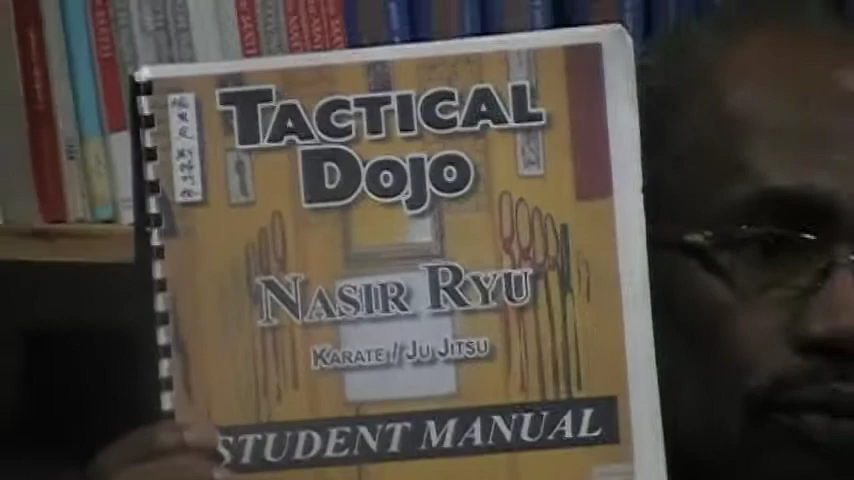 TACTICAL
DOJO
NASIR RYU
KARATE / JU JITSU
STUDENT MANUAL